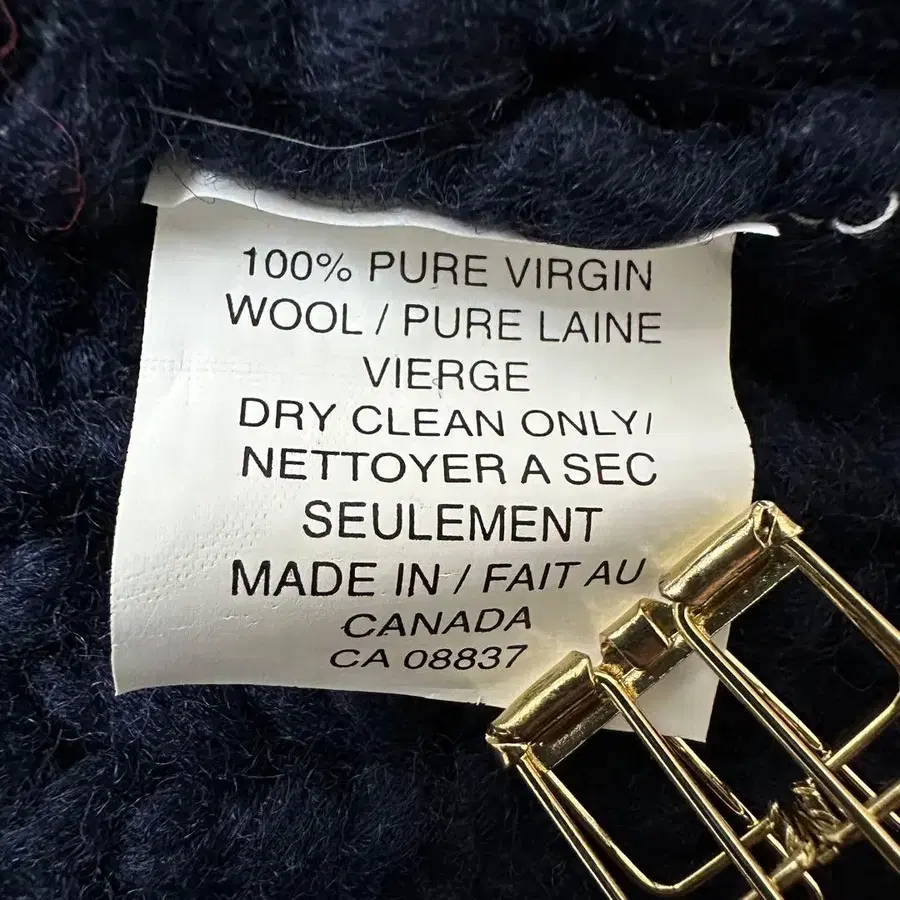 100% PURE VIRGIN
WOOL / PURE LAINE
VIERGE
DRY CLEAN ONLY/
NETTOYER A SEC
SEULEMENT
MADE IN / FAIT AU
CANADA
CA 08837